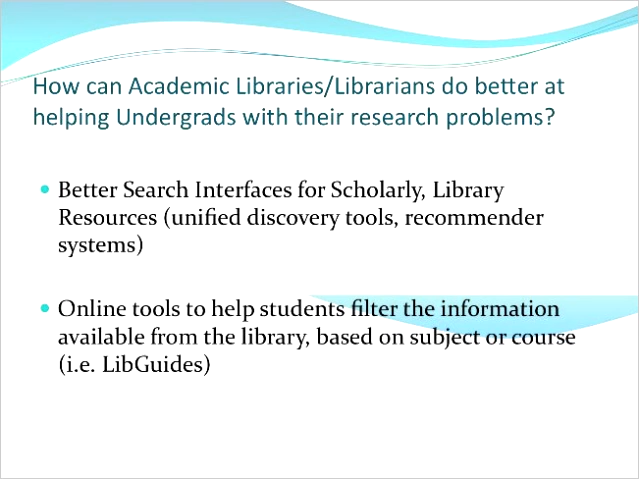 How can Academic Libraries/Librarians do better at
helping Undergrads with their research problems?
• Better Search Interfaces for Scholarly, Library
Resources (unified discovery tools, recommender
systems)
• Online tools to help students filter the information
available from the library, based on subject or course
(i.e. LibGuides)